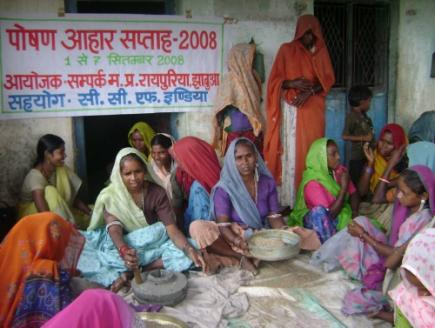 पोषण आहार सप्ताह-2008
1 से 7 सितम्बर 2008
आयोजक-सम्पर्क म.प्र.रायपुरिया,झाबुआ
सहयोग - सी.सी.एफ. इण्डिया